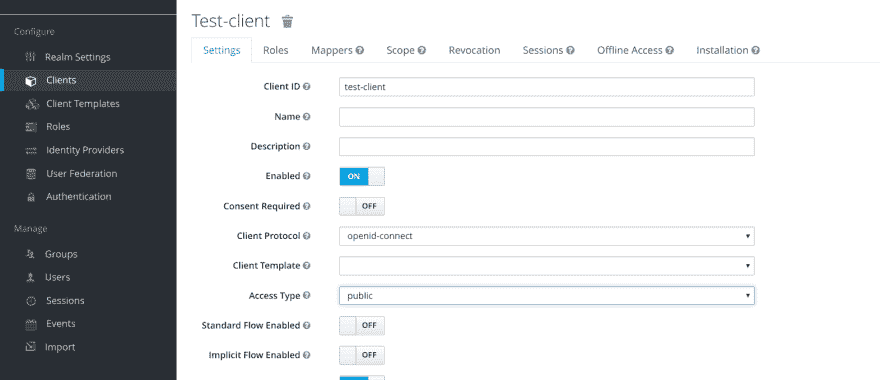 Configure
Realm Settings
Clients
Client Templates
Roles
Identity Providers
User Federation
Authentication
Manage
Groups
Users
Sessions
Events
Import
Test-client
Settings Roles Mappers Scope Revocation Sessions Offline Access Installation
Client ID test-client
Name
Description
Enabled ON
Consent Required OFF
Client Protocol openid-connect
Client Template
Access Type public
Standard Flow Enabled OFF
Implicit Flow Enabled OFF